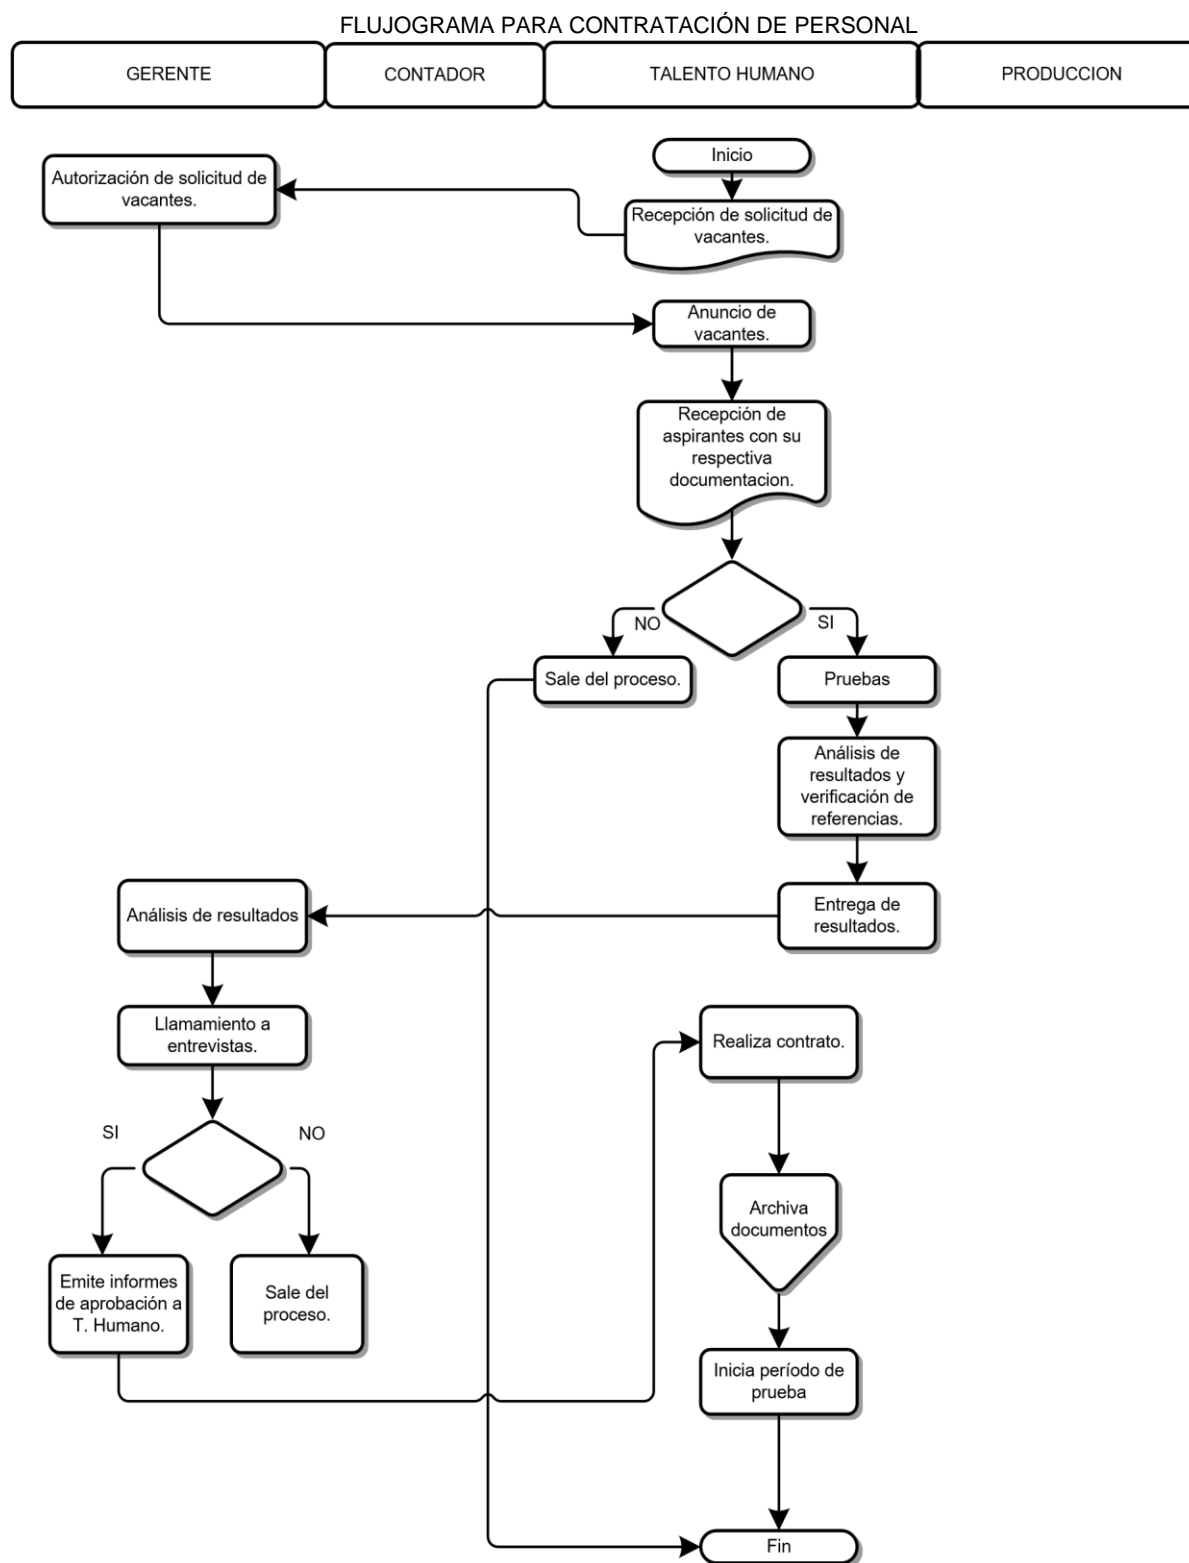 FLUJOGRAMA PARA CONTRATACIÓN DE PERSONAL
GERENTE
CONTADOR
TALENTO HUMANO
PRODUCCION
Inicio
Autorización de solicitud de
vacantes.
Recepción de solicitud de
vacantes.
Anuncio de
vacantes.
Recepción de
aspirantes con su
respectiva
documentacion.
NO
SI
Sale del proceso.
Pruebas
Análisis de
resultados y
verificación de
referencias.
Análisis de resultados
Entrega de
resultados.
Llamamiento a
entrevistas.
Realiza contrato.
SI
NO
Archiva
documentos
Emite informes
de aprobación a
T. Humano.
Sale del
proceso.
Inicia período de
prueba
Fin